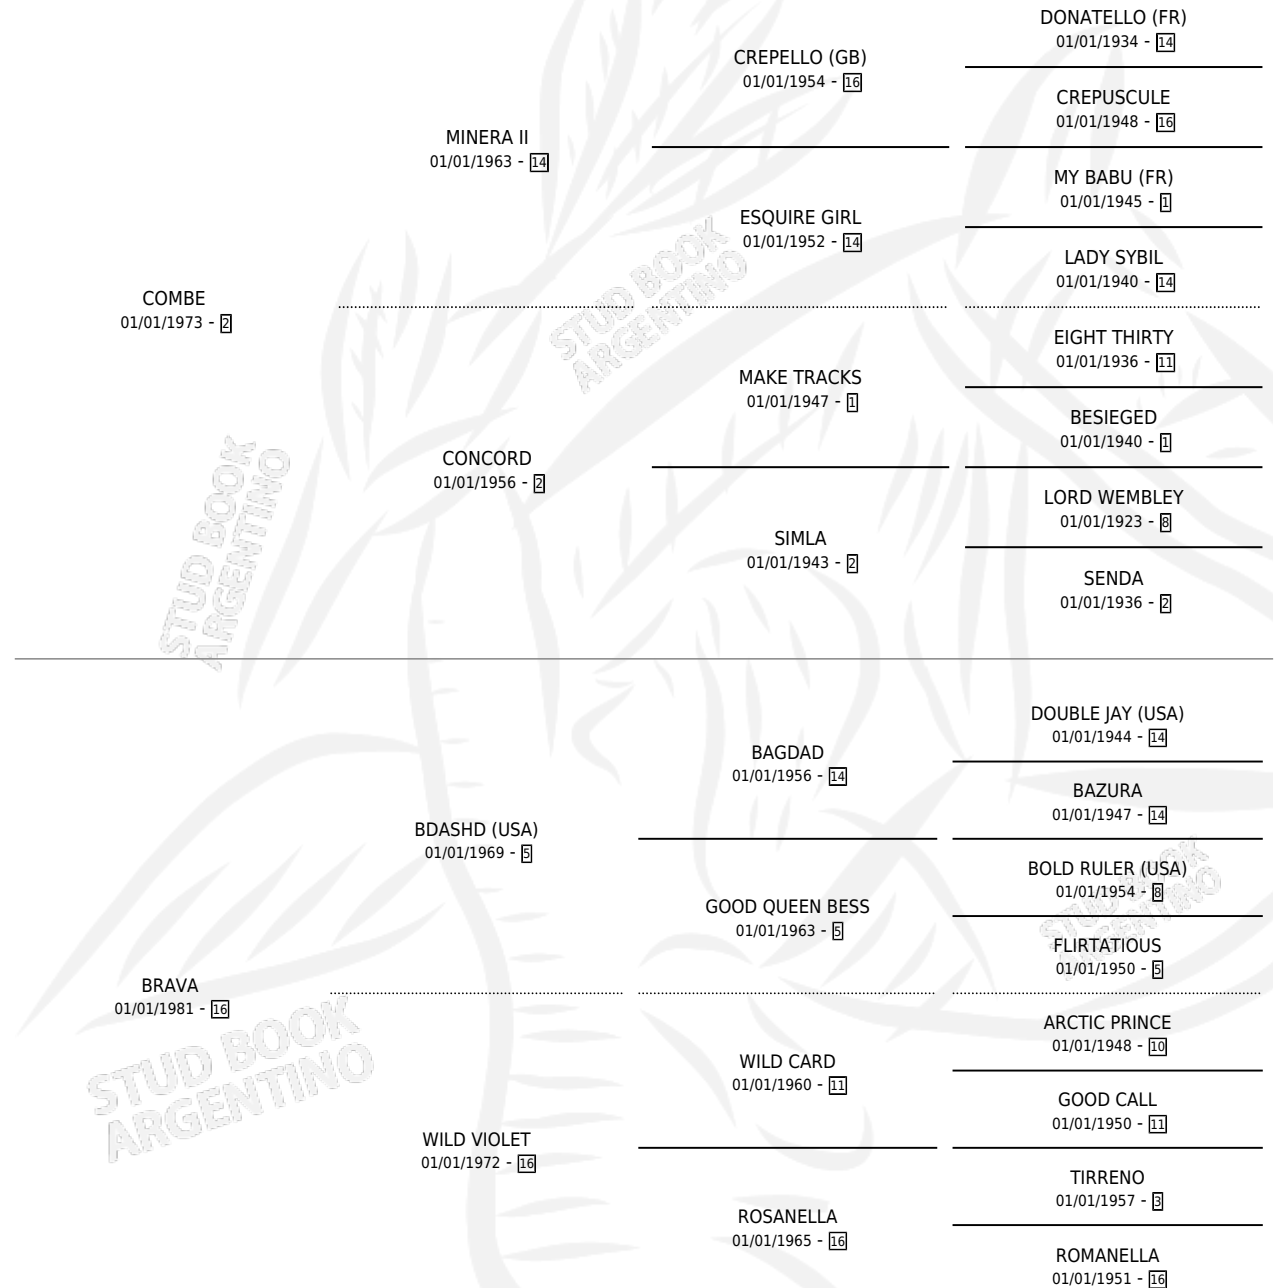 DONATELLO (FR)
01/01/1934 - 14
CREPELLO (GB)
01/01/1954 - 16
CREPUSCULE
01/01/1948 - 16
MINERA II
01/01/1963 - 14
MY BABU (FR)
01/01/1945 - 1
ESQUIRE GIRL
01/01/1952 - 14
LADY SYBIL
01/01/1940 - 14
COMBE
01/01/1973 - 2
STUD BOOK
ARGENTINO
EIGHT THIRTY
01/01/1936 - 11
MAKE TRACKS
01/01/1947 - 1
BESIEGED
01/01/1940 - 1
CONCORD
01/01/1956 - 2
LORD WEMBLEY
01/01/1923 - 8
SIMLA
01/01/1943 - 2
SENDA
01/01/1936 - 2
STUD BOOK
ARGENTINO
DOUBLE JAY (USA)
01/01/1944 - 14
BAGDAD
01/01/1956 - 14
BAZURA
01/01/1947 - 14
BDASHD (USA)
01/01/1969 - 5
BOLD RULER (USA)
01/01/1954 - 8
STUD BOOK
ARGENTINO
GOOD QUEEN BESS
01/01/1963 - 5
FLIRTATIOUS
01/01/1950 - 5
BRAVA
01/01/1981 - 16
STUD BOOK
ARGENTINO
ARCTIC PRINCE
01/01/1948 - 10
WILD CARD
01/01/1960 - 11
GOOD CALL
01/01/1950 - 11
WILD VIOLET
01/01/1972 - 16
TIRRENO
01/01/1957 - 3
ROSANELLA
01/01/1965 - 16
ROMANELLA
01/01/1951 - 16